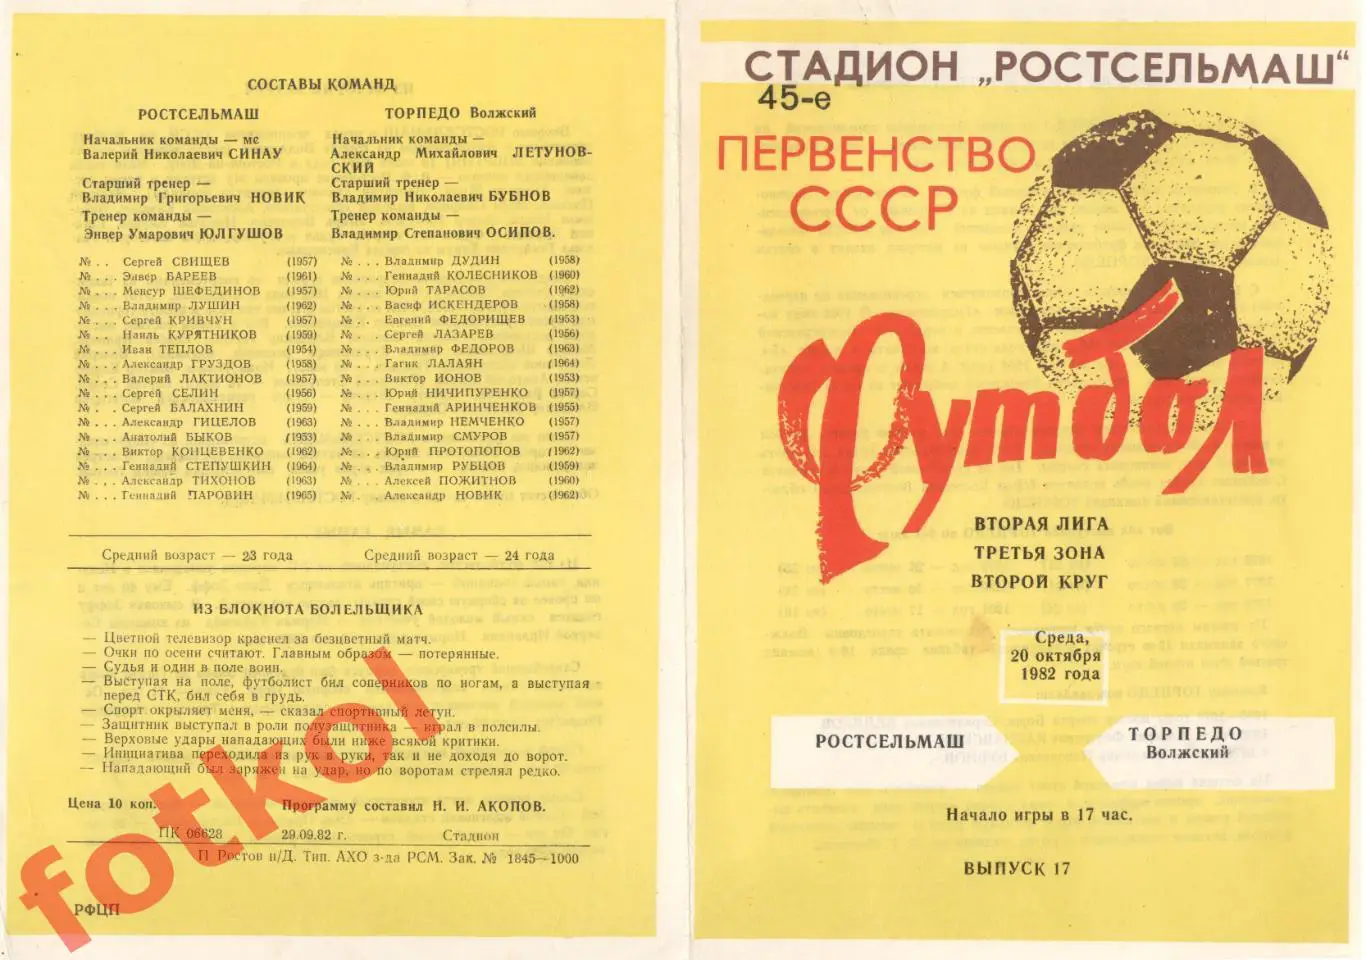 СОСТАВЫ КОМАНД
РОСТСЕЛЬМАШ
Начальник команды — мс
Валерий Николаевич СИНАУ
Старший тренер —
Владимир Григорьевич НОВИК
Тренер команды —
Энвер Умарович ЮЛГУШОВ
№ . . Сергей СВИЩЕВ (1957)
№ . . . Энвер БАРЕЕВ (1961)
№ . . . Менсур ШЕФЕДИНОВ (1957)
№ . . . Владимир ЛУШИН (1962)
№ . . . Сергей КРИВЧУН (1957)
№ . . . Наиль КУРЯТНИКОВ (1959)
№ . . . Иван ТЕПЛОВ (1954)
№ . . . Александр ГРУЗДОВ (1958)
№ . . . Валерий ЛАКТИОНОВ (1957)
№ . . . Сергей СЕЛИН (1956)
№ . . . Сергей БАЛАХНИН (1959)
№ . . . Александр ГИЦЕЛОВ (1963)
№ . . . Анатолий БЫКОВ (1953)
№ . . . Виктор КОНЦЕВЕНКО (1962)
№ . . . Геннадий СТЕПУШКИН (1964)
№ . . . Александр ТИХОНОВ (1963)
№ . . . Геннадий ПАРОВИН (1965)
ТОРПЕДО Волжский
Начальник команды —
Александр Михайлович ЛЕТУНОВ-
СКИЙ
Старший тренер —
Владимир Николаевич БУБНОВ
Тренер команды —
Владимир Степанович ОСИПОВ.
№ . . . Владимир ДУДИН (1958)
№ . . . Геннадий КОЛЕСНИКОВ (1960)
№ . . . Юрий ТАРАСОВ (1962)
№ . . . Васиф ИСКЕНДЕРОВ (1958)
№ . . . Евгений ФЕДОРИЩЕВ (1953)
№ . . Сергей ЛАЗАРЕВ (1956)
№ . . . Владимир ФЕДОРОВ (1963)
№ . . . Гагик ЛАЛАЯН (1964)
№ . . . Виктор ИОНОВ (1953)
№ . . . Юрий НИЧИПУРЕНКО (1957)
№ . . . Геннадий АРИНЧЕНКОВ (1955)
№ . . . Владимир НЕМЧЕНКО (1957)
№ . . . Владимир СМУРОВ (1957)
№ . . . Юрий ПРОТОПОПОВ (1962)
№ . . . Владимир РУБЦОВ (1959)
№ . . . Алексей ПОЖИТНОВ (1960)
№ . Александр НОВИК (1962)
Средний возраст — 23 года
Средний возраст — 24 года
ИЗ БЛОКНОТА БОЛЕЛЬЩИКА
— Цветной телевизор краснел за безцветный матч.
— Очки по осени считают. Главным образом — потерянные.
— Судья и один в поле воин.
— Выступая на поле, футболист бил соперников по ногам, а выступая
перед СТК, бил себя в грудь.
— Спорт окрыляет меня, — сказал спортивный летун.
— Защитник выступал в роли полузащитника — играл в полсилы.
— Верховые удары нападающих были ниже всякой критики.
— Инициатива переходила из рук в руки, так и не доходя до ворот.
— Нападающий был заряжен на удар, но по воротам стрелял редко.
Цена 10 коп.
Программу составил Н. И. АКОПОВ.
ПК 06628
29.09.82 г.
Стадион
П Ростов н/Д. Тип. АХО з-да РСМ. Зак. № 1845—1000
РФЦП
fotkol
СТАДИОН „РОСТСЕЛЬМАШ“
45-е
ПЕРВЕНСТВО
СССР
Футбол
ВТОРАЯ ЛИГА
ТРЕТЬЯ ЗОНА
ВТОРОЙ КРУГ
Среда,
20 октября
1982 года
РОСТСЕЛЬМАШ
ТОРПЕДО
Волжский
Начало игры в 17 час.
ВЫПУСК 17